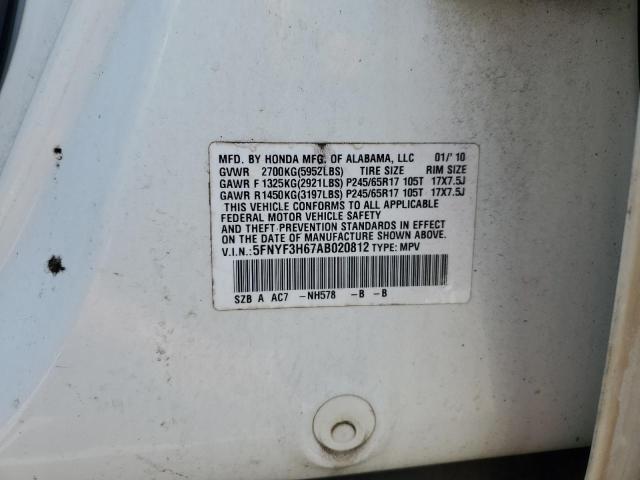 MFD. BY HONDA MFG. OF ALABAMA, LLC 01/'10
GVWR 2700KG(5952LBS) TIRE SIZE RIM SIZE
GAWR F 1325KG(2921LBS) P245/65R17 105T 17X7.5J
GAWR R1450KG(3197LBS) P245/65R17 105T 17X7.5J
THIS VEHICLE CONFORMS TO ALL APPLICABLE
FEDERAL MOTOR VEHICLE SAFETY
AND THEFT PREVENTION STANDARDS IN EFFECT
ON THE DATE OF MANUFACTURE SHOWN ABOVE.
V.I.N.: 5FNYF3H67AB020812 TYPE: MPV
SZB A AC7 -NH578 -B -B